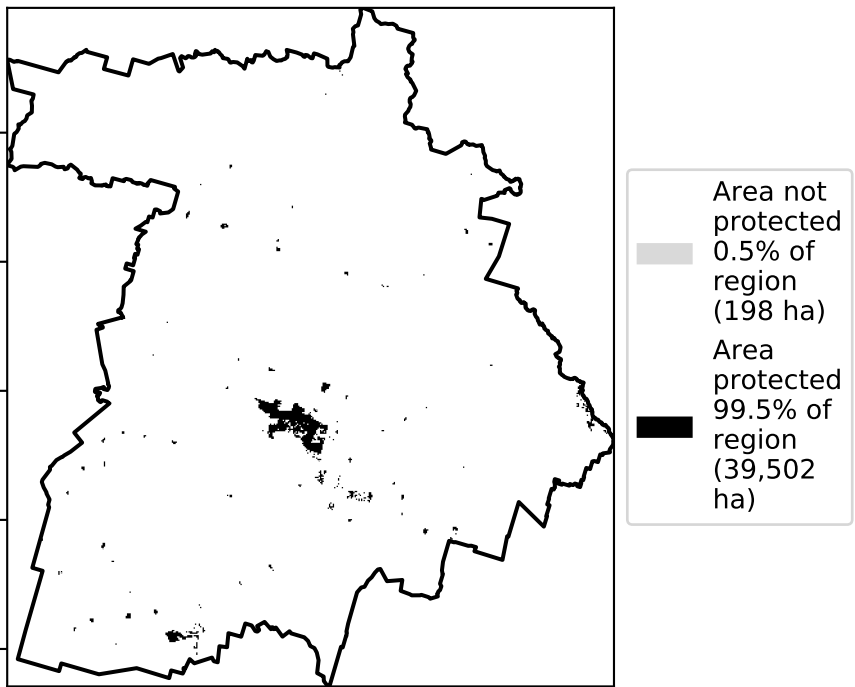 Area not
protected
0.5% of
region
(198 ha)
Area
protected
99.5% of
region
(39,502
ha)